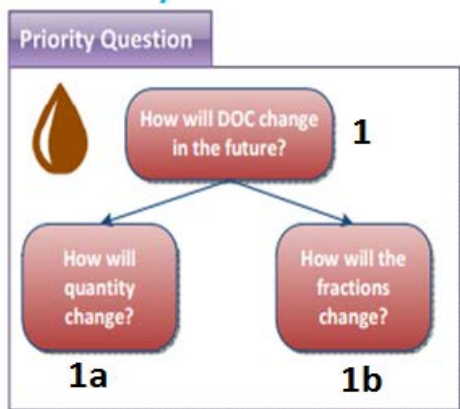 Priority Question
How will DOC change
in the future?
1
How will
quantity
change?
How will the
fractions
change?
1a
1b